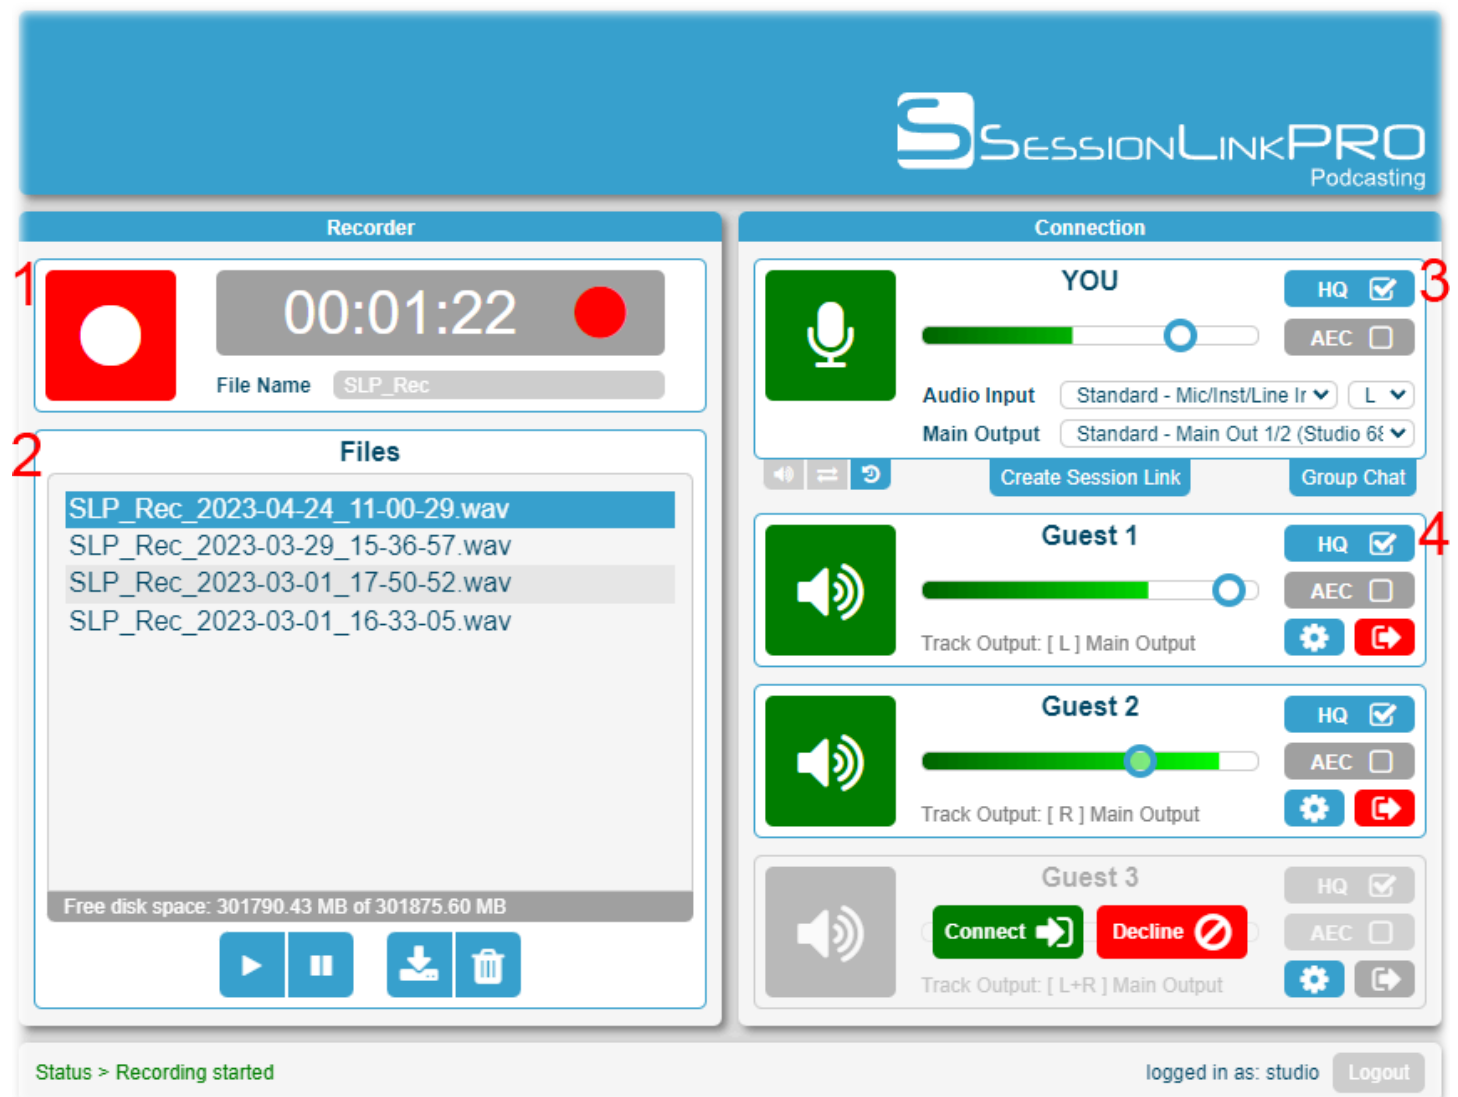 SESSIONLINKPRO
Podcasting
Recorder
1
00:01:22
File Name SLP_Rec
2
Files
SLP_Rec_2023-04-24_11-00-29.wav
SLP_Rec_2023-03-29_15-36-57.wav
SLP_Rec_2023-03-01_17-50-52.wav
SLP_Rec_2023-03-01_16-33-05.wav
Free disk space: 301790.43 MB of 301875.60 MB
Connection
YOU
HQ
3
AEC
Audio Input Standard - Mic/Inst/Line Ir L
Main Output Standard - Main Out 1/2 (Studio 68
Create Session Link
Group Chat
Guest 1
HQ
4
AEC
Track Output: [ L ] Main Output
Guest 2
HQ
AEC
Track Output: [ R ] Main Output
Guest 3
HQ
Connect
Decline
AEC
Track Output: [ L+R ] Main Output
Status > Recording started
logged in as: studio
Logout